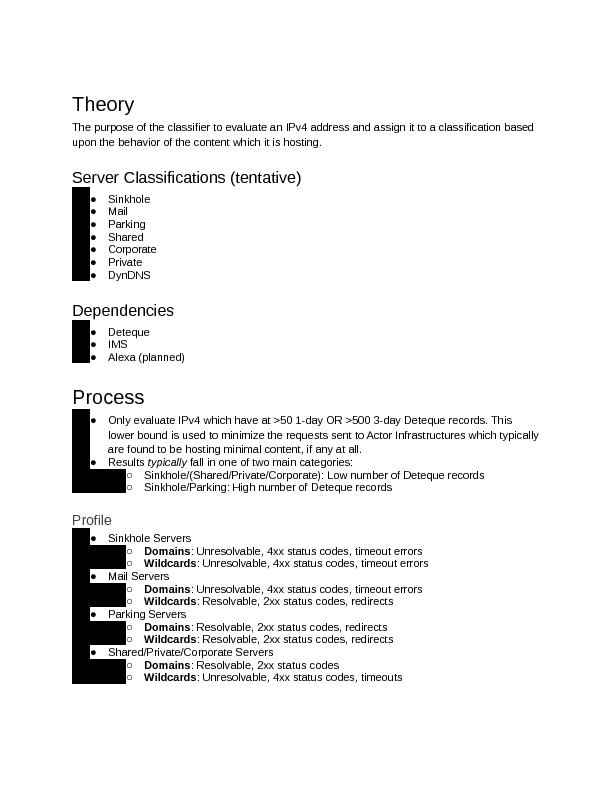 Theory
The purpose of the classifier to evaluate an IPv4 address and assign it to a classification based
upon the behavior of the content which it is hosting.
Server Classifications (tentative)
● Sinkhole
● Mail
● Parking
● Shared
● Corporate
● Private
● DynDNS
Dependencies
● Deteque
● IMS
● Alexa (planned)
Process
● Only evaluate IPv4 which have at >50 1-day OR >500 3-day Deteque records. This
lower bound is used to minimize the requests sent to Actor Infrastructures which typically
are found to be hosting minimal content, if any at all.
● Results typically fall in one of two main categories:
○ Sinkhole/(Shared/Private/Corporate): Low number of Deteque records
○ Sinkhole/Parking: High number of Deteque records
Profile
● Sinkhole Servers
○ Domains: Unresolvable, 4xx status codes, timeout errors
○ Wildcards: Unresolvable, 4xx status codes, timeout errors
● Mail Servers
○ Domains: Unresolvable, 4xx status codes, timeout errors
○ Wildcards: Resolvable, 2xx status codes, redirects
● Parking Servers
○ Domains: Resolvable, 2xx status codes, redirects
○ Wildcards: Resolvable, 2xx status codes, redirects
● Shared/Private/Corporate Servers
○ Domains: Resolvable, 2xx status codes
○ Wildcards: Unresolvable, 4xx status codes, timeouts